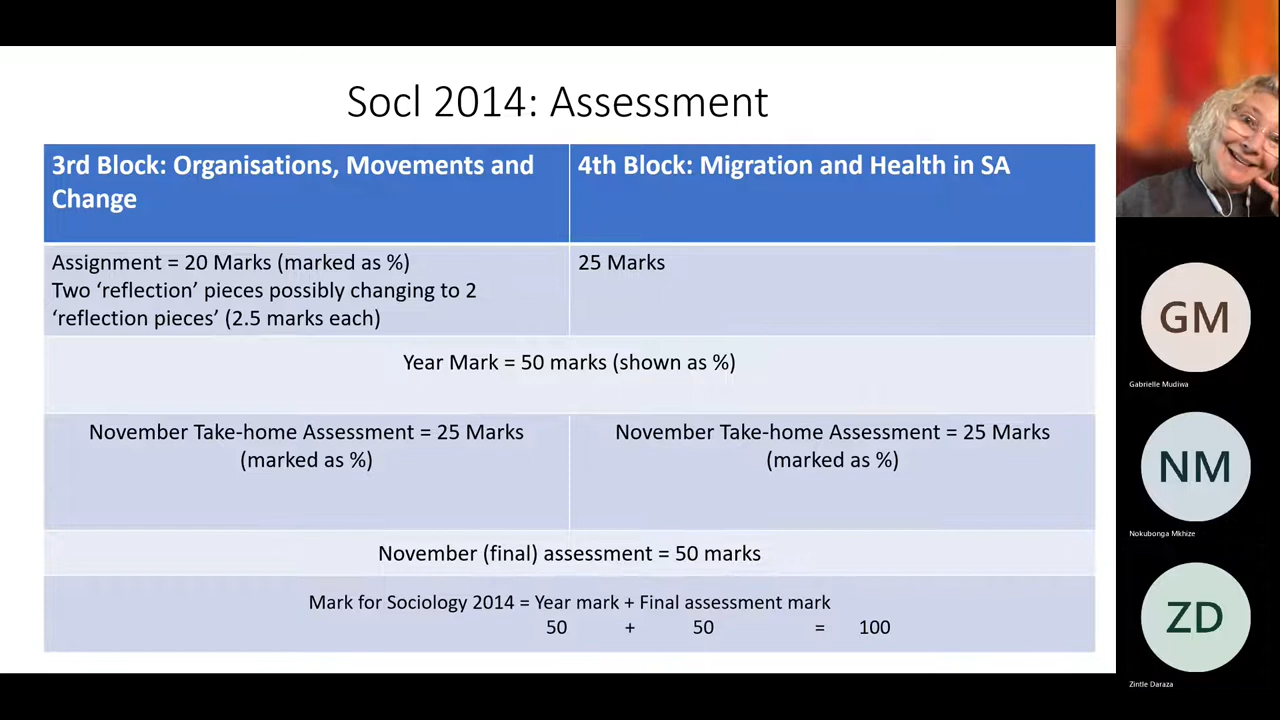 Socl 2014: Assessment
3rd Block: Organisations, Movements and
Change
4th Block: Migration and Health in SA
Assignment = 20 Marks (marked as %)
Two ‘reflection’ pieces possibly changing to 2
‘reflection pieces’ (2.5 marks each)
25 Marks
Year Mark = 50 marks (shown as %)
November Take-home Assessment = 25 Marks
(marked as %)
November Take-home Assessment = 25 Marks
(marked as %)
November (final) assessment = 50 marks
Mark for Sociology 2014 = Year mark + Final assessment mark
50 + 50 = 100
GM
Gabrielle Mudiwa
NM
Nokubonga Mkhize
ZD
Zintle Daraza